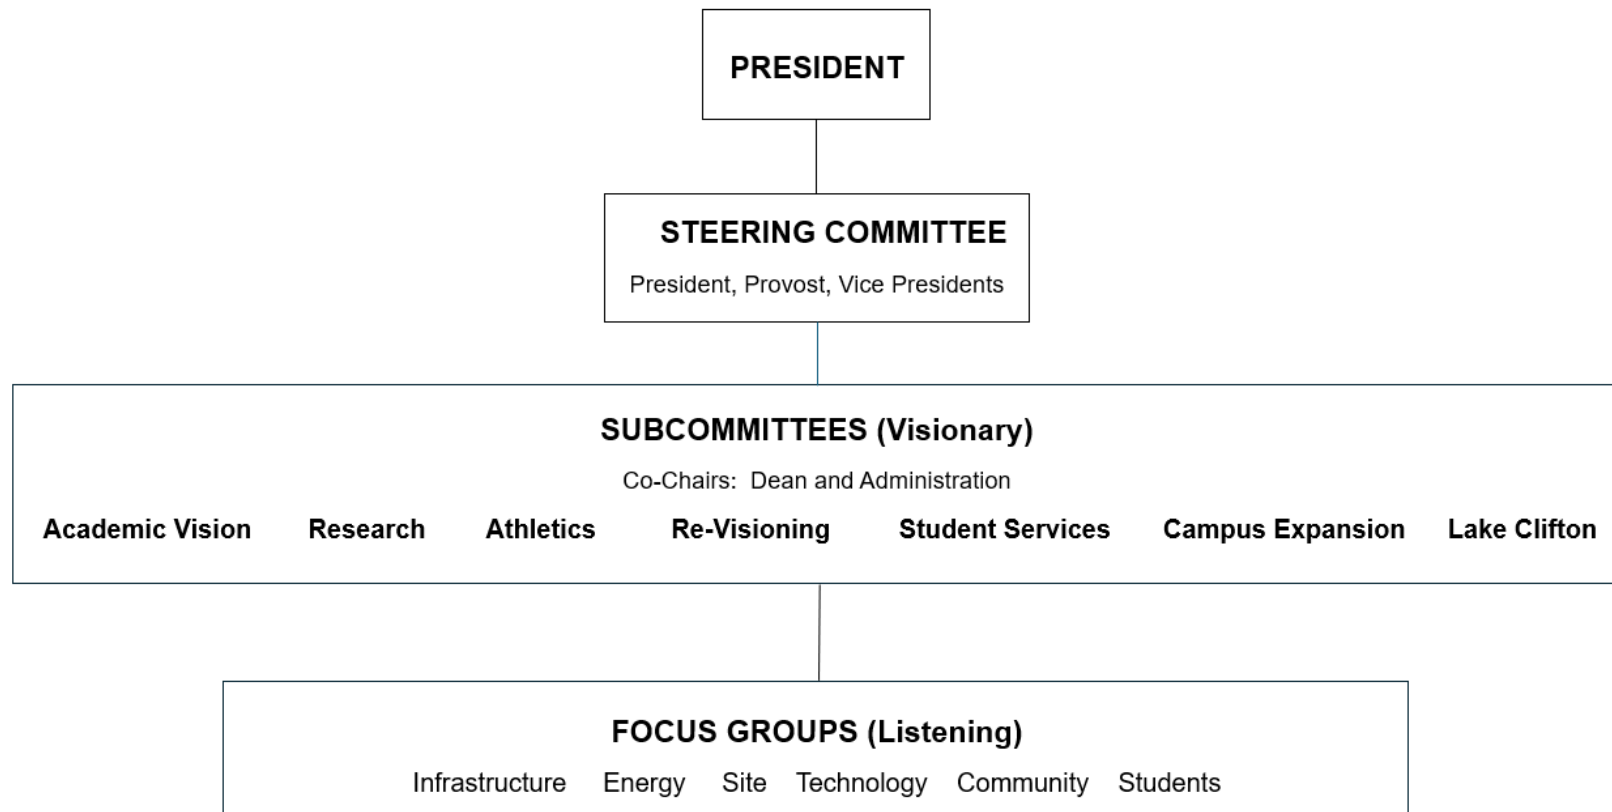 PRESIDENT
STEERING COMMITTEE
President, Provost, Vice Presidents
SUBCOMMITTEES (Visionary)
Co-Chairs:  Dean and Administration
Academic Vision Research Athletics Re-Visioning Student Services Campus Expansion Lake Clifton
FOCUS GROUPS (Listening)
Infrastructure Energy Site Technology Community Students